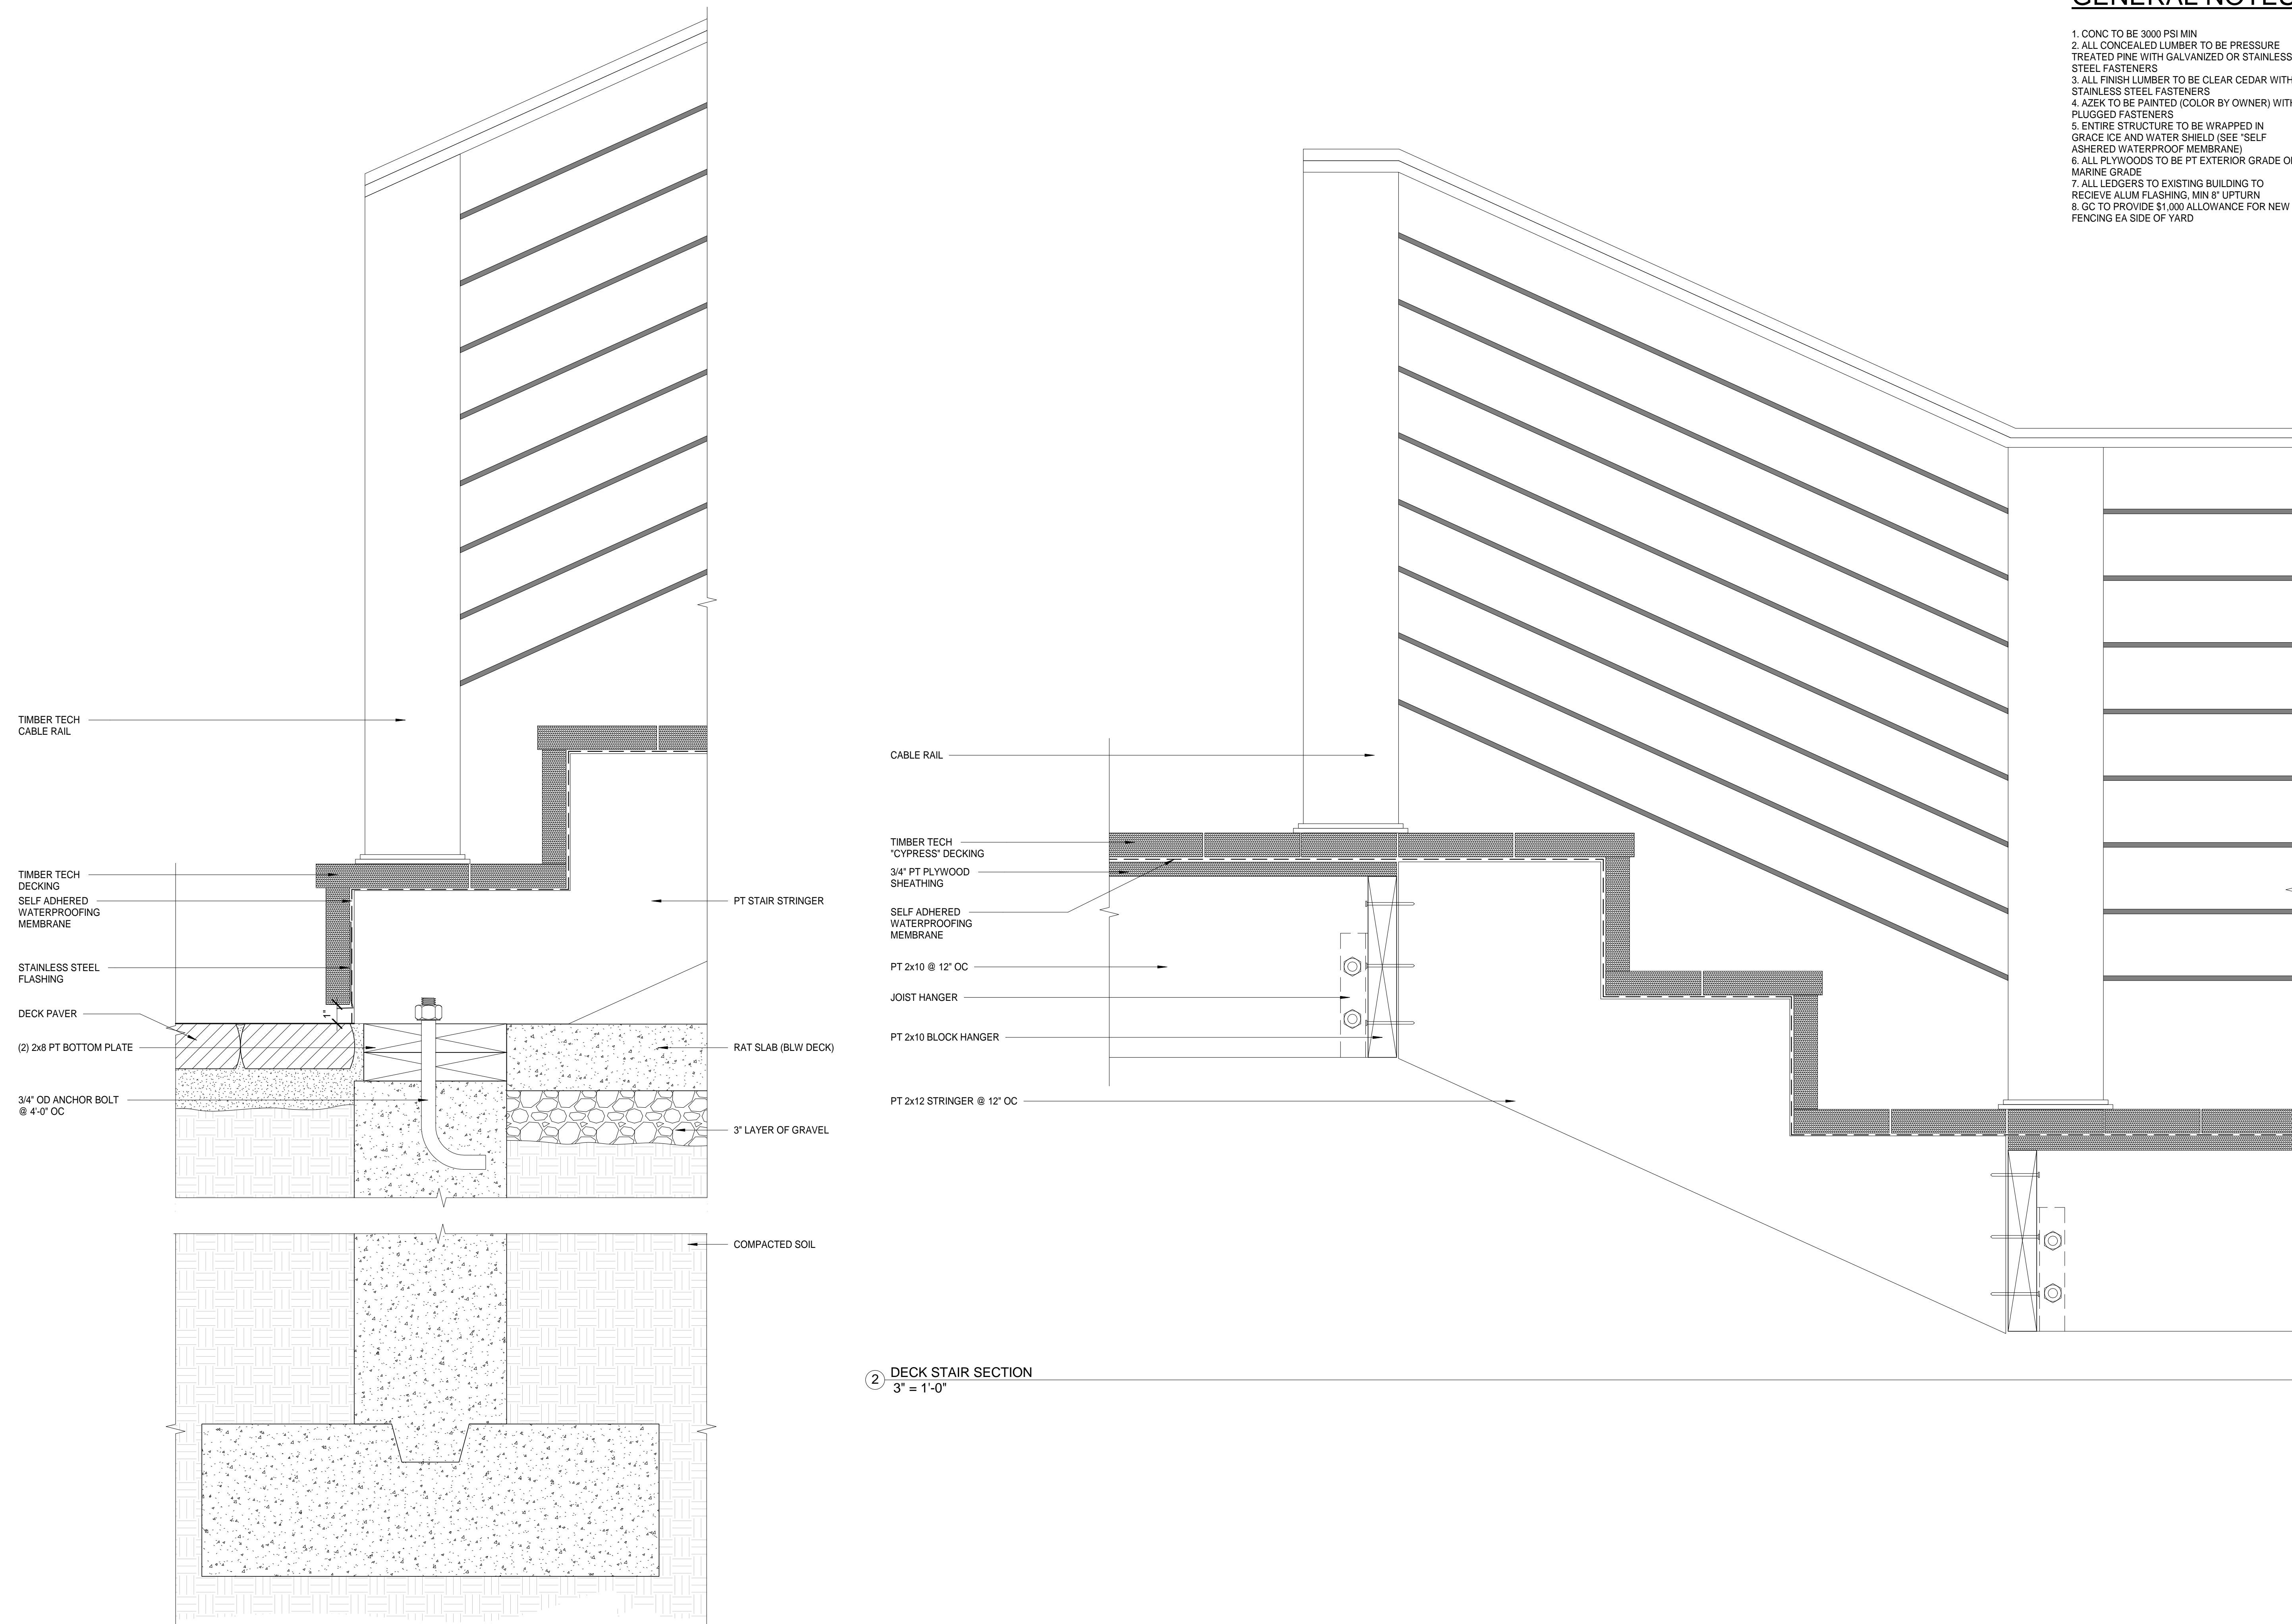 GENERAL NOTES
1. CONC TO BE 3000 PSI MIN
2. ALL CONCEALED LUMBER TO BE PRESSURE
TREATED PINE WITH GALVANIZED OR STAINLESS
STEEL FASTENERS
3. ALL FINISH LUMBER TO BE CLEAR CEDAR WITH
STAINLESS STEEL FASTENERS
4. AZEK TO BE PAINTED (COLOR BY OWNER) WITH
PLUGGED FASTENERS
5. ENTIRE STRUCTURE TO BE WRAPPED IN
GRACE ICE AND WATER SHIELD (SEE "SELF
ASHERED WATERPROOF MEMBRANE)
6. ALL PLYWOODS TO BE PT EXTERIOR GRADE OR
MARINE GRADE
7. ALL LEDGERS TO EXISTING BUILDING TO
RECIEVE ALUM FLASHING, MIN 8" UPTURN
8. GC TO PROVIDE $1,000 ALLOWANCE FOR NEW
FENCING EA SIDE OF YARD
TIMBER TECH
CABLE RAIL
TIMBER TECH
DECKING
SELF ADHERED
WATERPROOFING
MEMBRANE
STAINLESS STEEL
FLASHING
DECK PAVER
(2) 2x8 PT BOTTOM PLATE
3/4" OD ANCHOR BOLT
@ 4'-0" OC
1"
PT STAIR STRINGER
RAT SLAB (BLW DECK)
3" LAYER OF GRAVEL
COMPACTED SOIL
CABLE RAIL
TIMBER TECH
"CYPRESS" DECKING
3/4" PT PLYWOOD
SHEATHING
SELF ADHERED
WATERPROOFING
MEMBRANE
PT 2x10 @ 12" OC
JOIST HANGER
PT 2x10 BLOCK HANGER
PT 2x12 STRINGER @ 12" OC
2 DECK STAIR SECTION
3" = 1'-0"